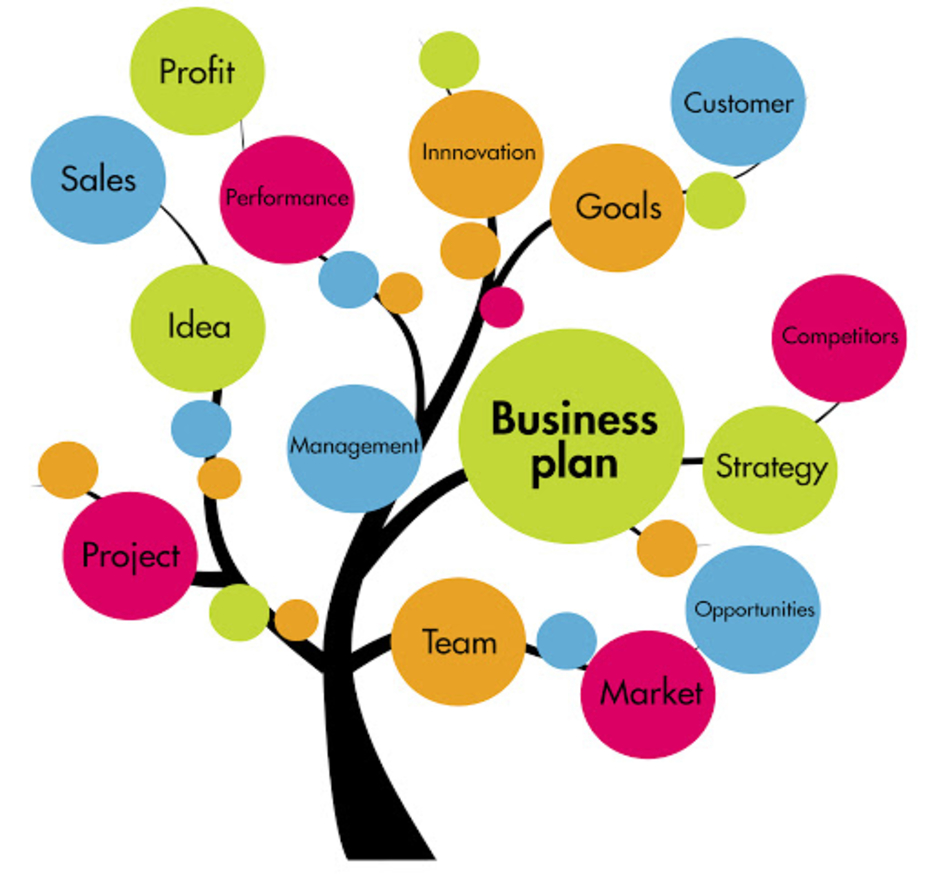 Profit
Customer
Innnovation
Sales
Performance
Goals
Idea
Competitors
Business
plan
Management
Strategy
Project
Opportunities
Team
Market